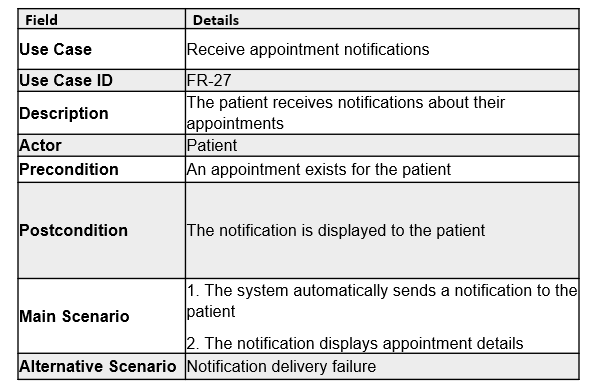 Field Details
Use Case Receive appointment notifications
Use Case ID FR-27
Description The patient receives notifications about their
appointments
Actor Patient
Precondition An appointment exists for the patient
Postcondition The notification is displayed to the patient
Main Scenario 1. The system automatically sends a notification to the
patient
2. The notification displays appointment details
Alternative Scenario Notification delivery failure